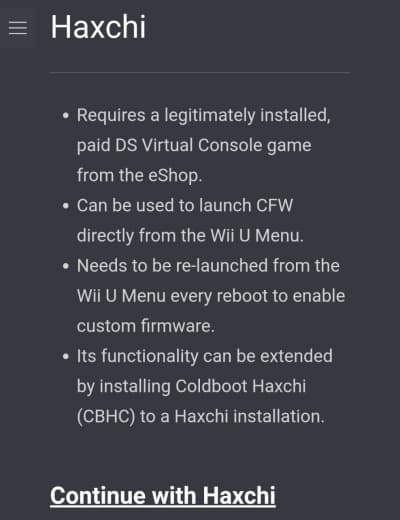 Haxchi
• Requires a legitimately installed,
paid DS Virtual Console game
from the eShop.
• Can be used to launch CFW
directly from the Wii U Menu.
• Needs to be re-launched from the
Wii U Menu every reboot to enable
custom firmware.
• Its functionality can be extended
by installing Coldboot Haxchi
(CBHC) to a Haxchi installation.
Continue with Haxchi